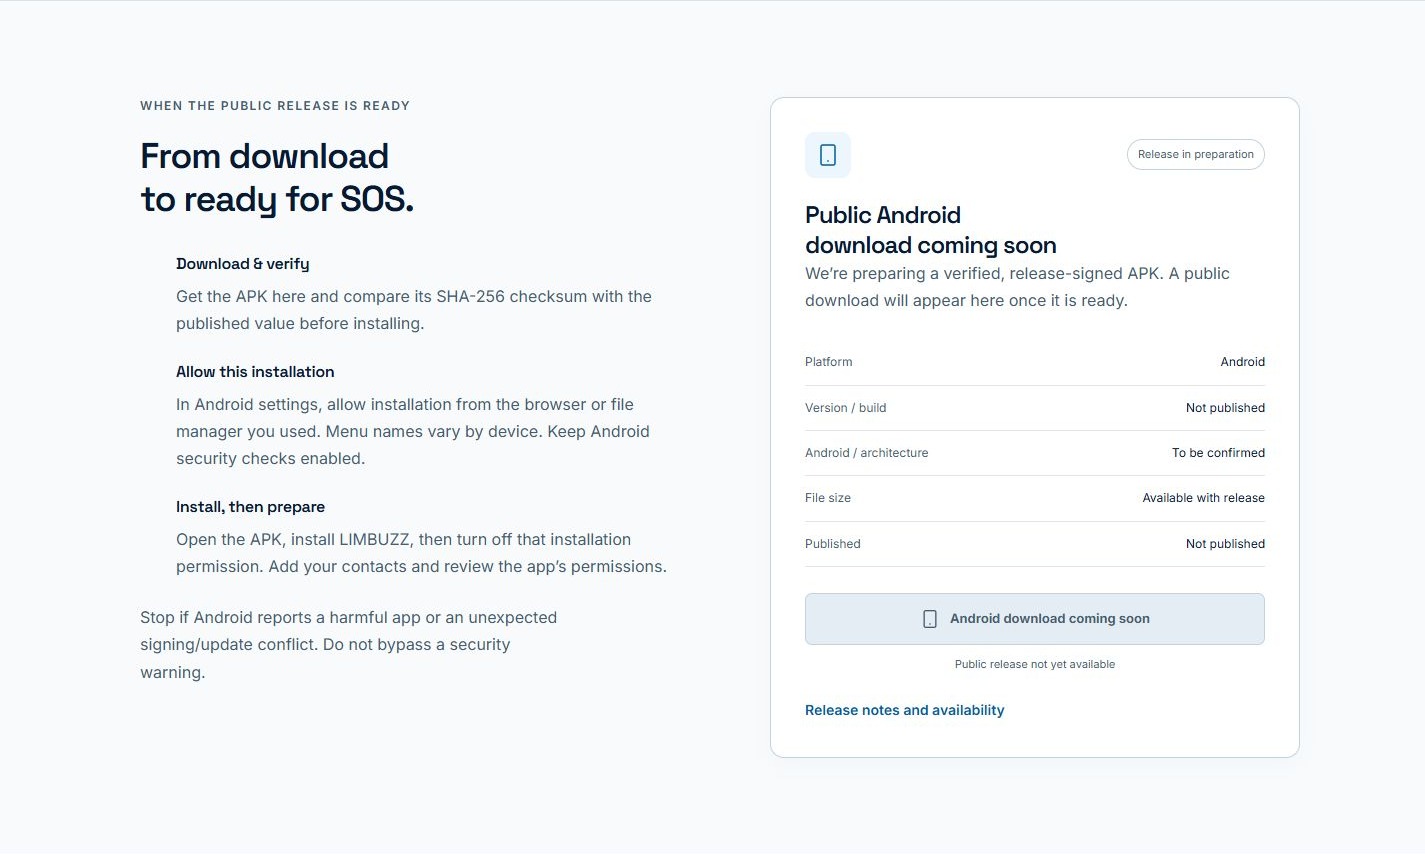 WHEN THE PUBLIC RELEASE IS READY
From download
to ready for SOS.
Download & verify
Get the APK here and compare its SHA-256 checksum with the
published value before installing.
Allow this installation
In Android settings, allow installation from the browser or file
manager you used. Menu names vary by device. Keep Android
security checks enabled.
Install, then prepare
Open the APK, install LIMBUZZ, then turn off that installation
permission. Add your contacts and review the app’s permissions.
Stop if Android reports a harmful app or an unexpected
signing/update conflict. Do not bypass a security
warning.
Release in preparation
Public Android
download coming soon
We’re preparing a verified, release-signed APK. A public
download will appear here once it is ready.
Platform Android
Version / build Not published
Android / architecture To be confirmed
File size Available with release
Published Not published
Android download coming soon
Public release not yet available
Release notes and availability